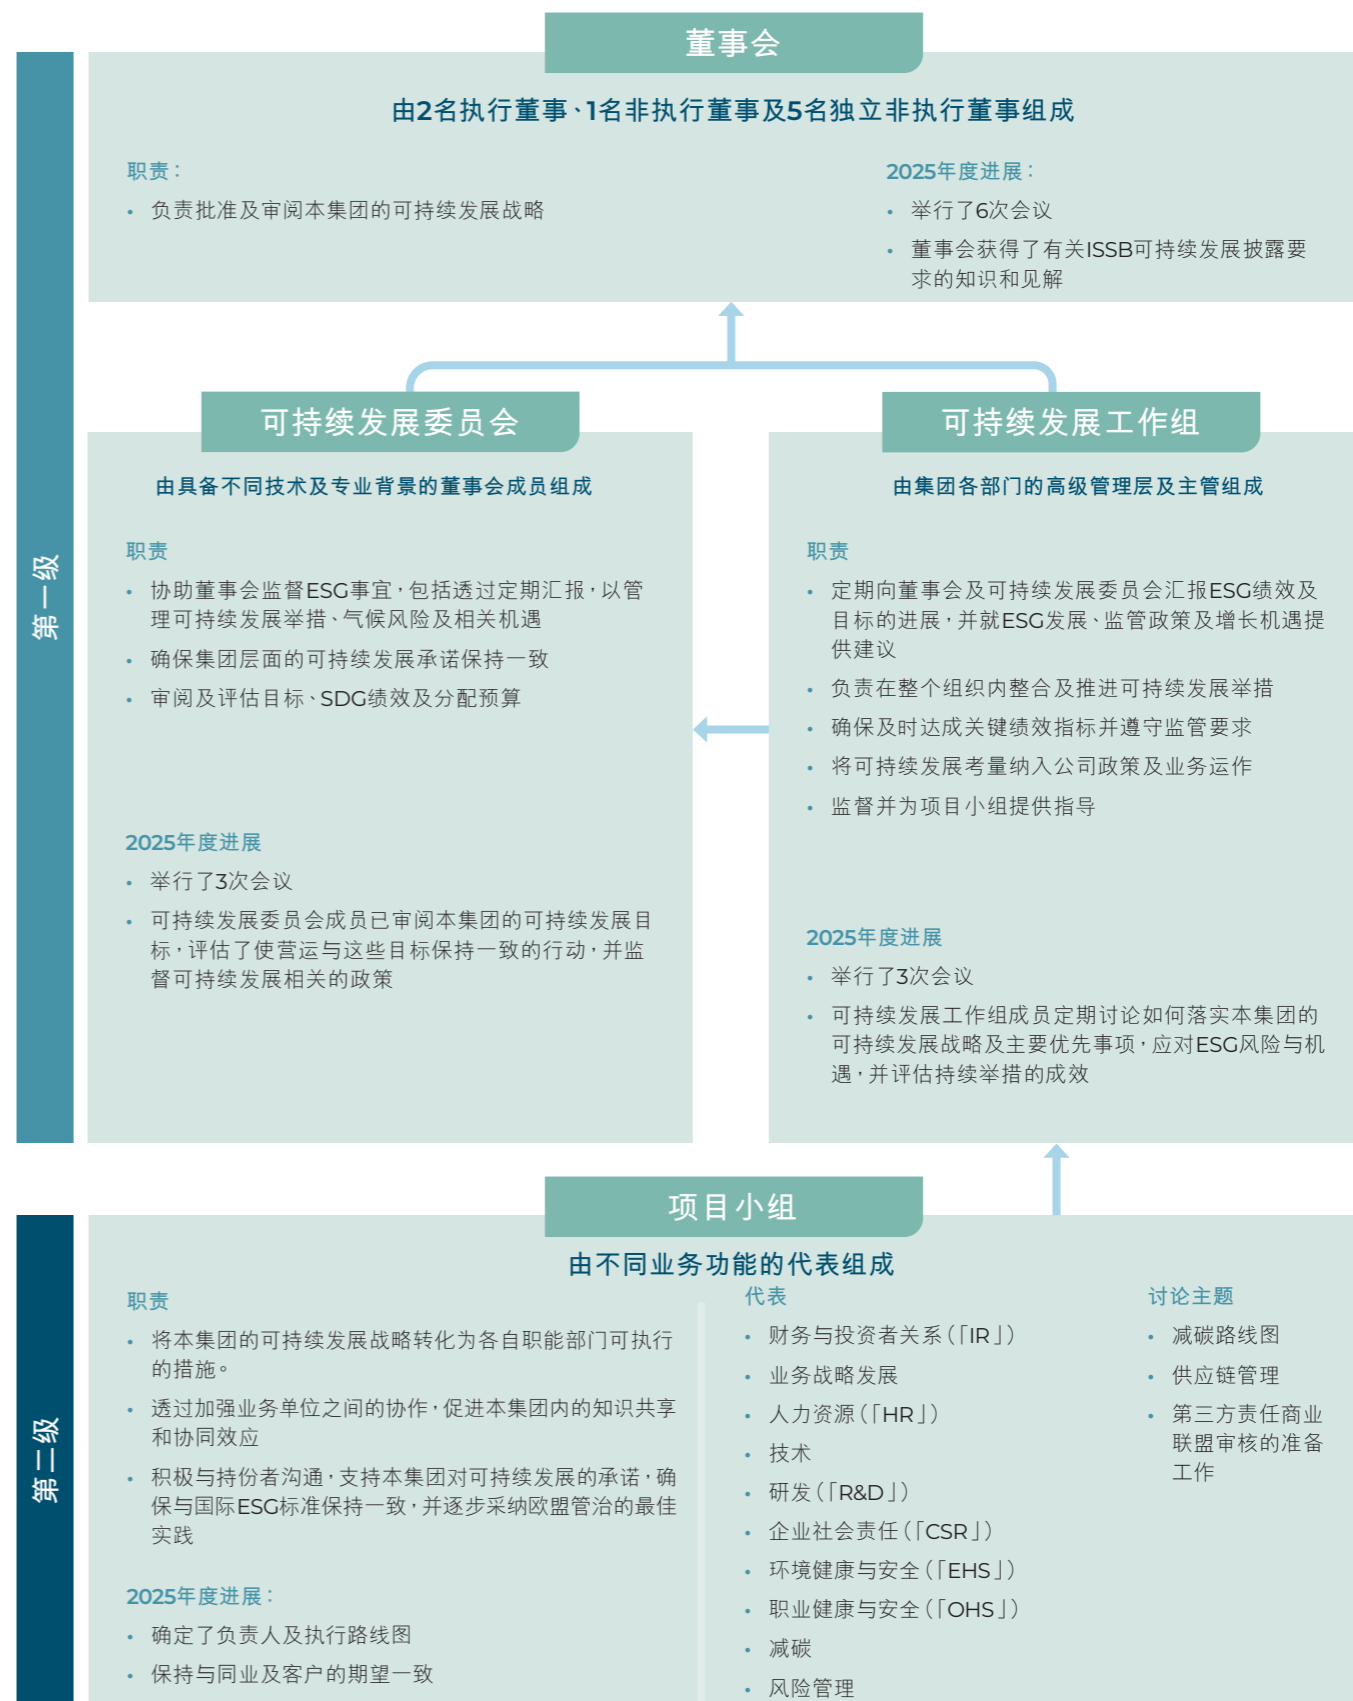 董事会
由2名执行董事、1名非执行董事及5名独立非执行董事组成
职责：
• 负责批准及审阅本集团的可持续发展战略
2025年度进展：
• 举行了6次会议
• 董事会获得了有关ISSB可持续发展披露要
求的知识和见解
第一级
可持续发展委员会
由具备不同技术及专业背景的董事会成员组成
职责
• 协助董事会监督ESG事宜，包括透过定期汇报，以管
理可持续发展举措、气候风险及相关机遇
• 确保集团层面的可持续发展承诺保持一致
• 审阅及评估目标、SDG绩效及分配预算
2025年度进展
• 举行了3次会议
• 可持续发展委员会成员已审阅本集团的可持续发展目
标，评估了使营运与这些目标保持一致的行动，并监
督可持续发展相关的政策
可持续发展工作组
由集团各部门的高级管理层及主管组成
职责
• 定期向董事会及可持续发展委员会汇报ESG绩效及
目标的进展，并就ESG发展、监管政策及增长机遇提
供建议
• 负责在整个组织内整合及推进可持续发展举措
• 确保及时达成关键绩效指标并遵守监管要求
• 将可持续发展考量纳入公司政策及业务运作
• 监督并为项目小组提供指导
2025年度进展
• 举行了3次会议
• 可持续发展工作组成员定期讨论如何落实本集团的
可持续发展战略及主要优先事项，应对ESG风险与机
遇，并评估持续举措的成效
第二级
项目小组
由不同业务功能的代表组成
职责
• 将本集团的可持续发展战略转化为各自职能部门可执行
的措施。
• 透过加强业务单位之间的协作，促进本集团内的知识共享
和协同效应
• 积极与持份者沟通，支持本集团对可持续发展的承诺，确
保与国际ESG标准保持一致，并逐步采纳欧盟管治的最佳
实践
2025年度进展：
• 确定了负责人及执行路线图
• 保持与同业及客户的期望一致
代表
• 财务与投资者关系（「IR」）
• 业务战略发展
• 人力资源（「HR」）
• 技术
• 研发（「R&D」）
• 企业社会责任（「CSR」）
• 环境健康与安全（「EHS」）
• 职业健康与安全（「OHS」）
• 减碳
• 风险管理
讨论主题
• 减碳路线图
• 供应链管理
• 第三方责任商业
联盟审核的准备
工作